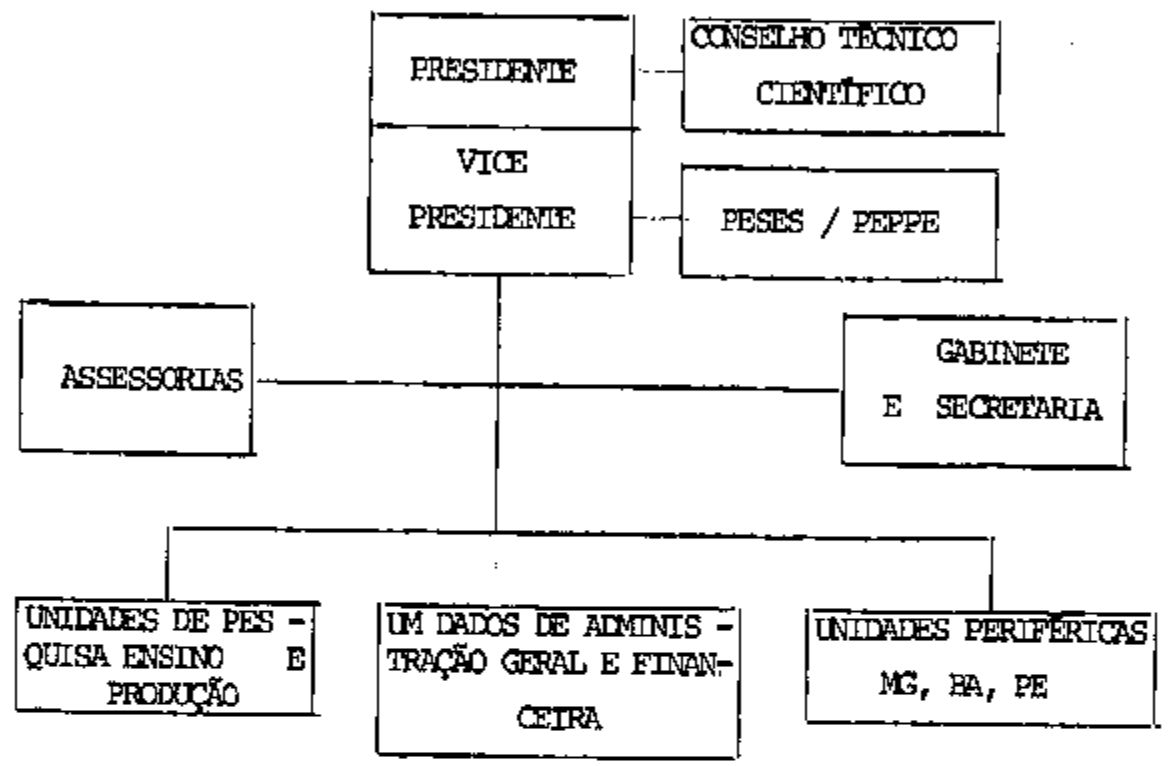 PRESIDENTE
CONSELHO TÉCNICO
CIENTÍFICO
VICE
PRESIDENTE
PESES / PEPPE
ASSESSORIAS
GABINETE
E SECRETARIA
UNIDADES DE PES -
QUISA ENSINO E
PRODUÇÃO
UM DADOS DE ADMINIS -
TRAÇÃO GERAL E FINAN-
CEIRA
UNIDADES PERIFÉRICAS
MG, BA, PE